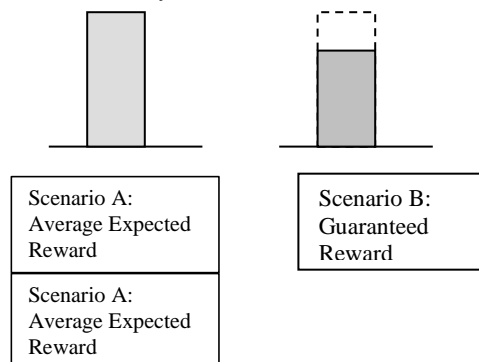 Scenario A:
Average Expected
Reward
Scenario B:
Guaranteed
Reward
Scenario A:
Average Expected
Reward